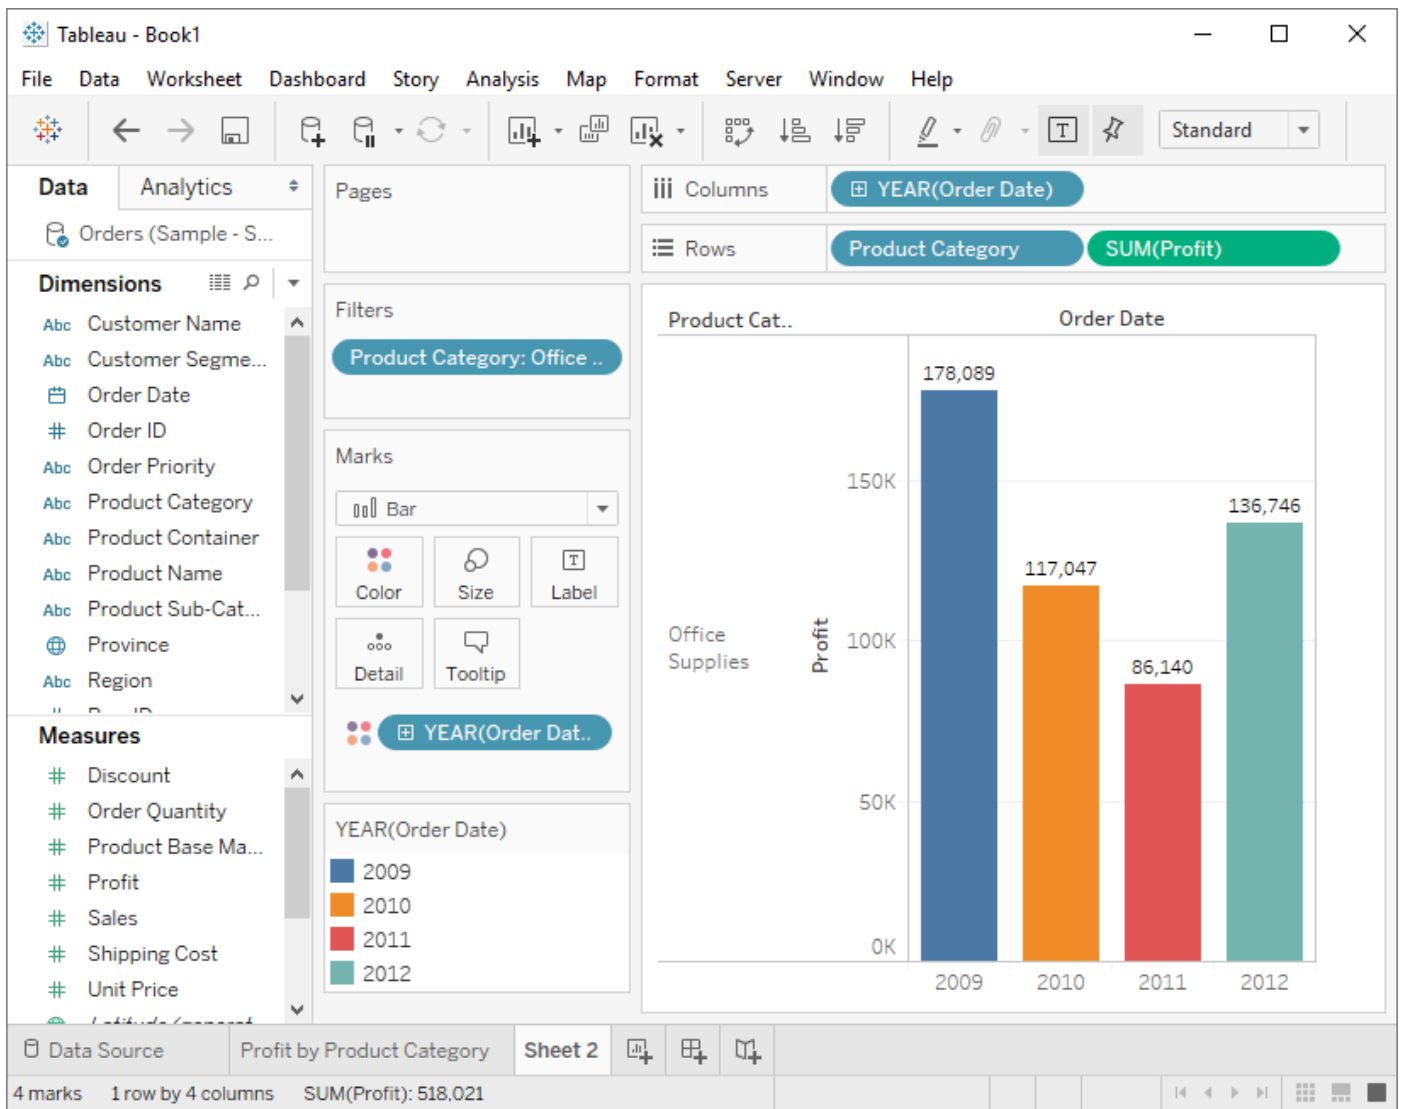 Tableau - Book1
File Data Worksheet Dashboard Story Analysis Map Format Server Window Help
T
Standard
Data
Analytics
Orders (Sample - S...
Dimensions
Abc Customer Name
Abc Customer Segme...
Order Date
# Order ID
Abc Order Priority
Abc Product Category
Abc Product Container
Abc Product Name
Abc Product Sub-Cat...
Province
Abc Region
Measures
# Discount
# Order Quantity
# Product Base Ma...
# Profit
# Sales
# Shipping Cost
# Unit Price
Pages
Filters
Product Category: Office ..
Marks
Bar
Color
Size
T
Label
Detail
Tooltip
YEAR(Order Dat..
YEAR(Order Date)
2009
2010
2011
2012
Columns
YEAR(Order Date)
Rows
Product Category
SUM(Profit)
Product Cat..
Order Date
Office
Supplies
Profit
150K
100K
50K
0K
178,089
117,047
86,140
136,746
2009 2010 2011 2012
Data Source
Profit by Product Category
Sheet 2
4 marks 1 row by 4 columns SUM(Profit): 518,021